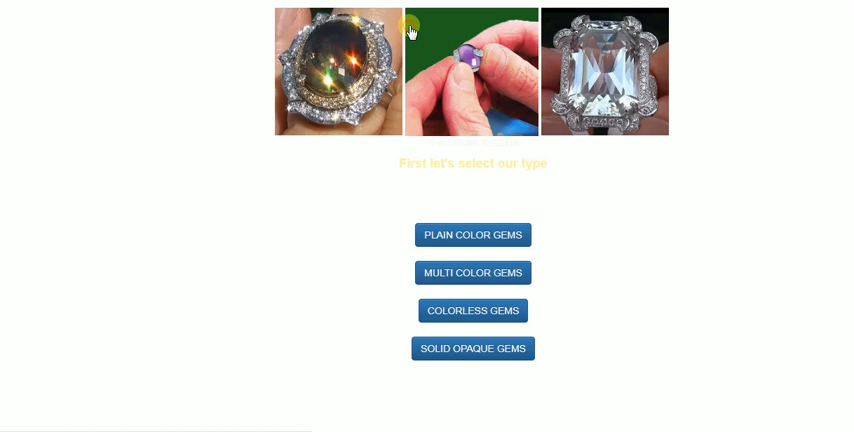 First let's select our type
PLAIN COLOR GEMS
MULTI COLOR GEMS
COLORLESS GEMS
SOLID OPAQUE GEMS